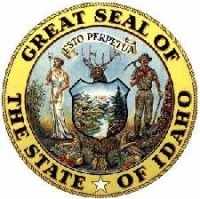 GREAT SEAL OF
THE STATE OF IDAHO
ESTO PERPETUA